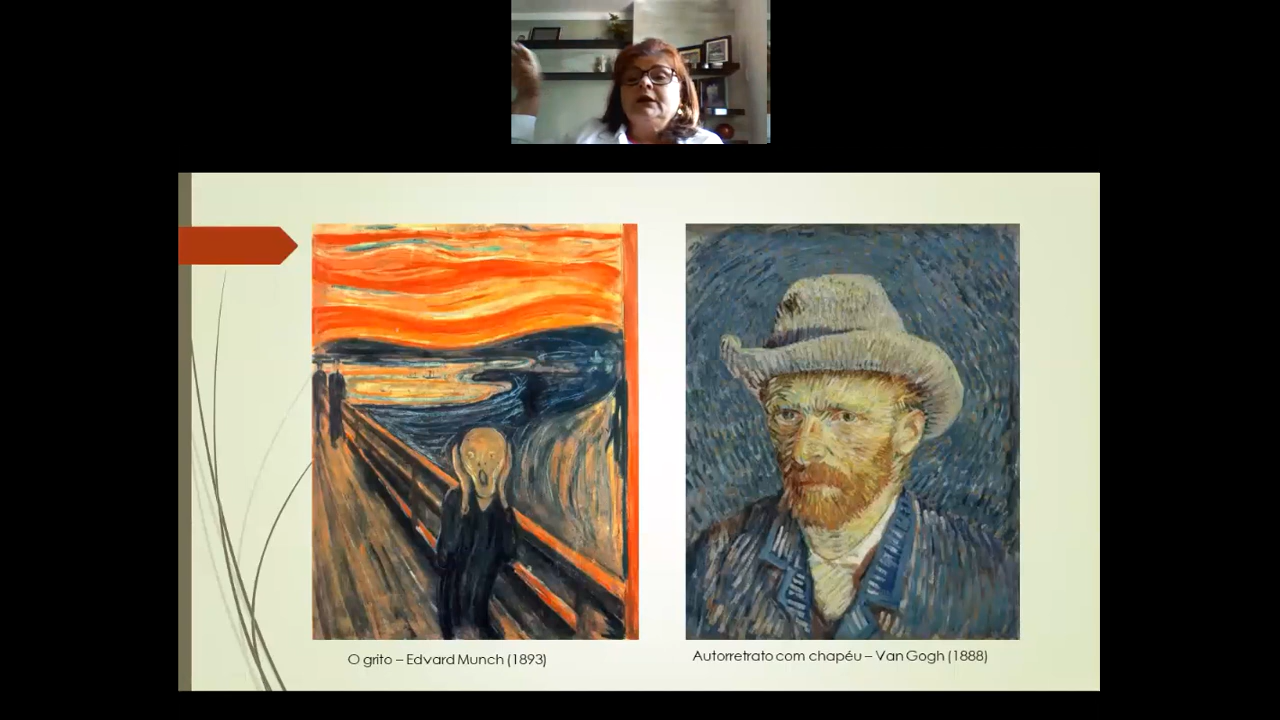 O grito – Edvard Munch (1893)
Autorretrato com chapéu – Van Gogh (1888)